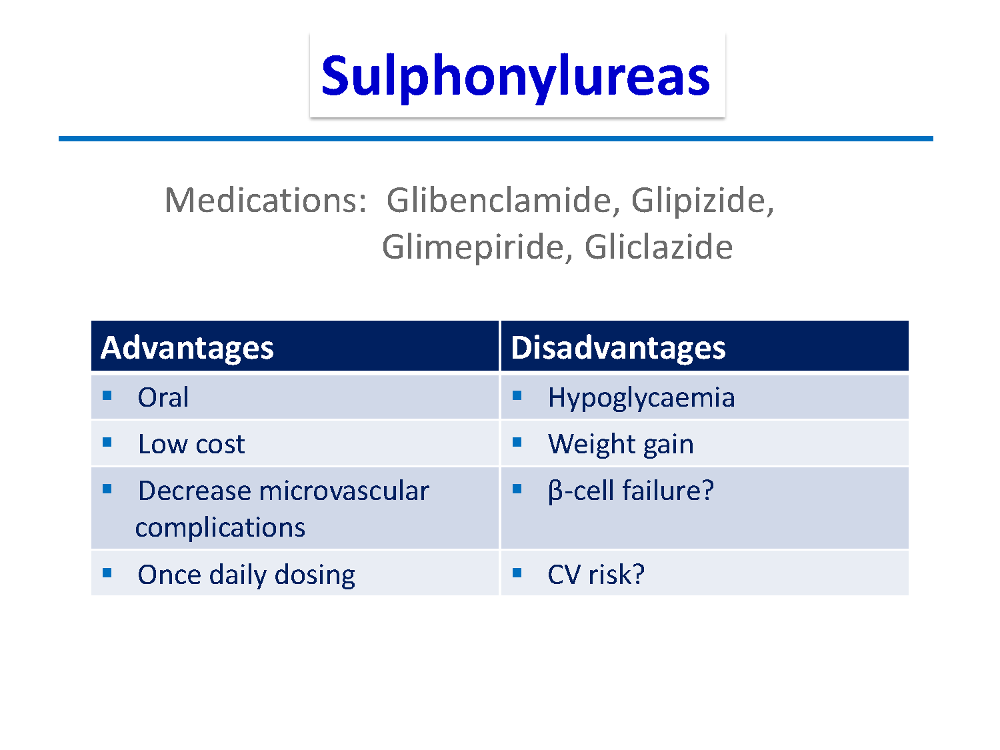 Sulphonylureas
Medications: Glibenclamide, Glipizide,
Glimepiride, Gliclazide
Advantages Disadvantages
▪ Oral ▪ Hypoglycaemia
▪ Low cost ▪ Weight gain
▪ Decrease microvascular ▪ β-cell failure?
complications
▪ Once daily dosing ▪ CV risk?